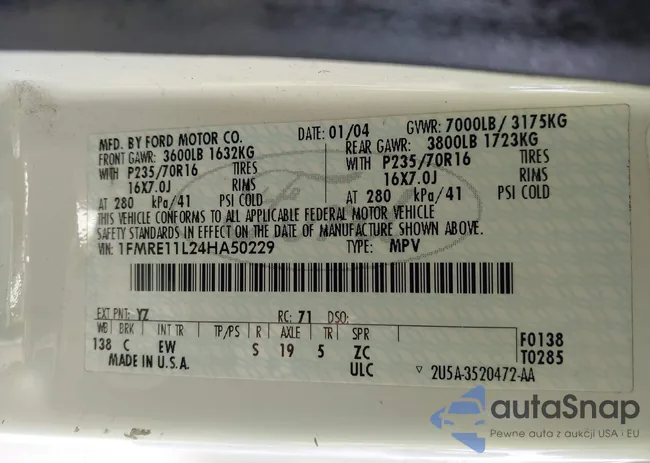 MFD. BY FORD MOTOR CO. DATE: 01/04 GVWR: 7000LB/ 3175KG
FRONT GAWR: 3600LB 1632KG REAR GAWR: 3800LB 1723KG
WITH P235/70R16 TIRES WITH P235/70R16 TIRES
16X7.0J RIMS 16X7.0J RIMS
AT 280 kPa/41 PSI COLD AT 280 kPa/41 PSI COLD
THIS VEHICLE CONFORMS TO ALL APPLICABLE FEDERAL MOTOR VEHICLE
SAFETY STANDARDS IN EFFECT ON THE DATE OF MANUFACTURE SHOWN ABOVE.
VIN: 1FMRE11L24HA50229 TYPE: MPV
EXT PNT: YZ RC: 71 DSO:
WB BRK INT TR TP/PS R AXLE TR SPR F0138
138 C EW S 19 5 ZC T0285
MADE IN U.S.A. ULC ▽ 2U5A-3520472-AA
autaSnap
Pewne auta z aukcji USA i EU